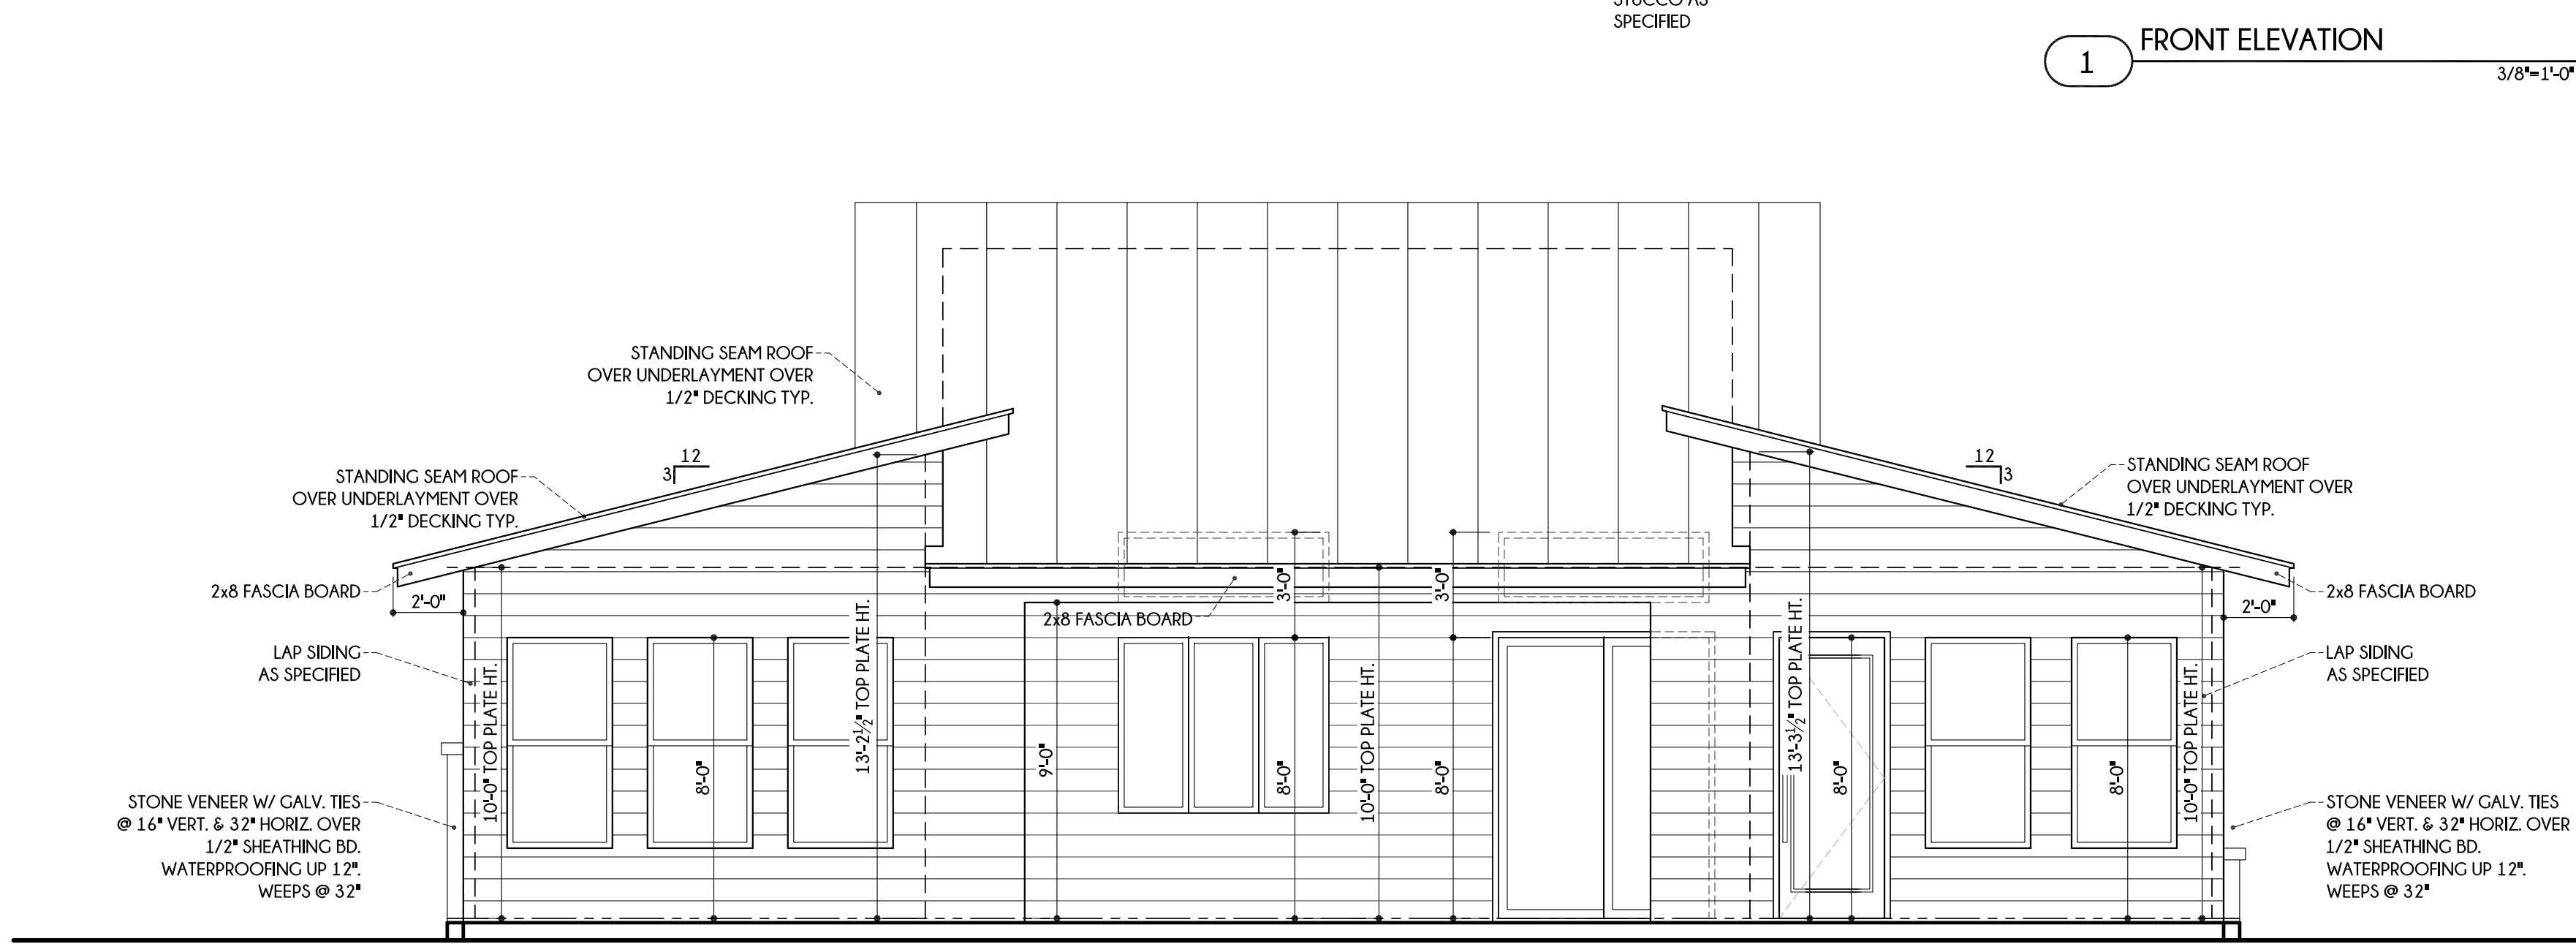 STUCCO AS
SPECIFIED
1
FRONT ELEVATION
3/8"=1'-0"
STANDING SEAM ROOF
OVER UNDERLAYMENT OVER
1/2" DECKING TYP.
12
3
STANDING SEAM ROOF
OVER UNDERLAYMENT OVER
1/2" DECKING TYP.
12
3
STANDING SEAM ROOF
OVER UNDERLAYMENT OVER
1/2" DECKING TYP.
2x8 FASCIA BOARD
2'-0"
3'-0"
3'-0"
2x8 FASCIA BOARD
2x8 FASCIA BOARD
2'-0"
LAP SIDING
AS SPECIFIED
LAP SIDING
AS SPECIFIED
10'-0" TOP PLATE HT.
8'-0"
13'-2½" TOP PLATE HT.
9'-0"
8'-0"
10'-0" TOP PLATE HT.
8'-0"
13'-3½" TOP PLATE HT.
8'-0"
8'-0"
10'-0" TOP PLATE HT.
STONE VENEER W/ GALV. TIES
@ 16" VERT. & 32" HORIZ. OVER
1/2" SHEATHING BD.
WATERPROOFING UP 12".
WEEPS @ 32"
STONE VENEER W/ GALV. TIES
@ 16" VERT. & 32" HORIZ. OVER
1/2" SHEATHING BD.
WATERPROOFING UP 12".
WEEPS @ 32"